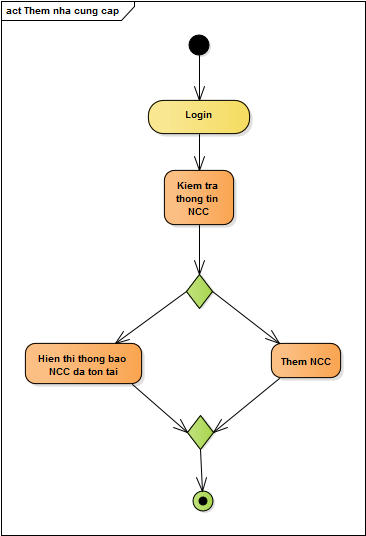 act Them nha cung cap
Login
Kiem tra
thong tin
NCC
Hien thi thong bao
NCC da ton tai
Them NCC